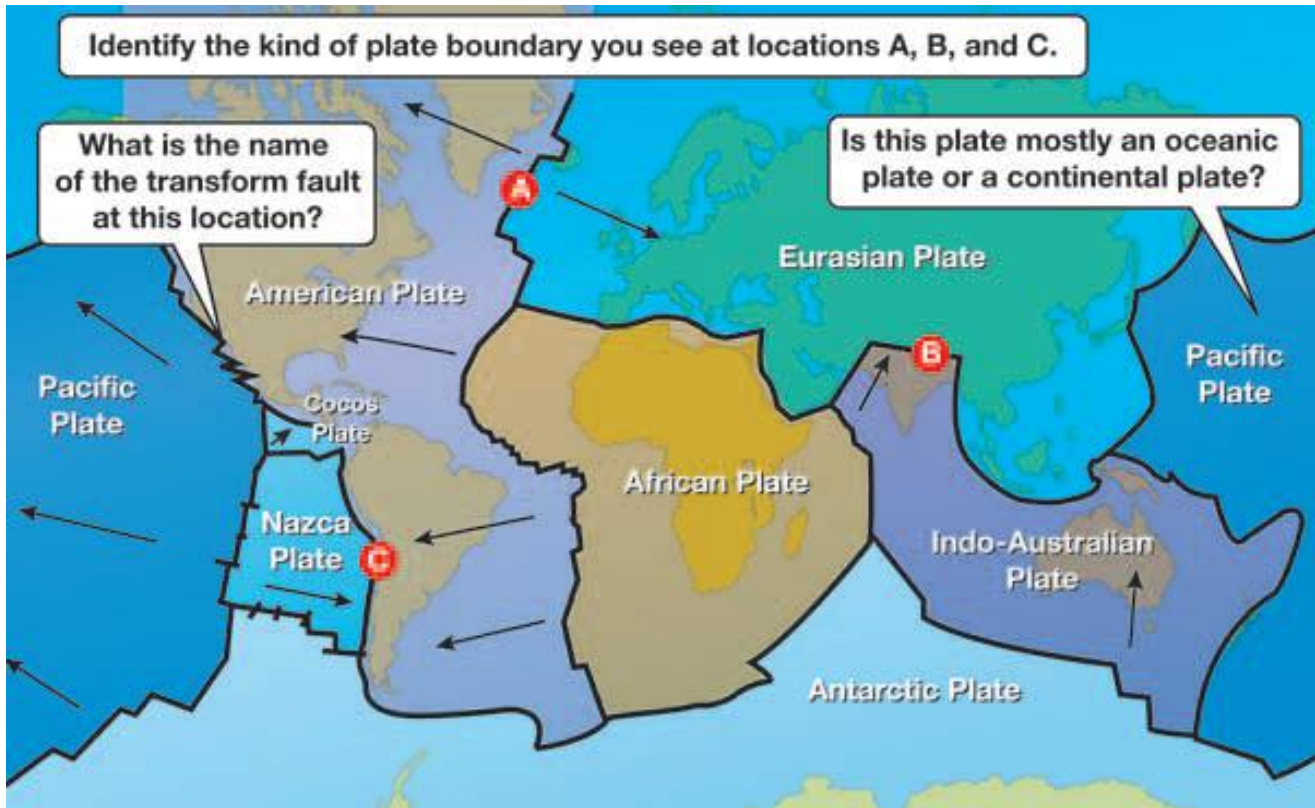 Identify the kind of plate boundary you see at locations A, B, and C.
What is the name
of the transform fault
at this location?
Is this plate mostly an oceanic
plate or a continental plate?
A
Eurasian Plate
American Plate
B
Pacific
Plate
Pacific
Plate
Cocos
Plate
African Plate
Nazca
Plate
C
Indo-Australian
Plate
Antarctic Plate